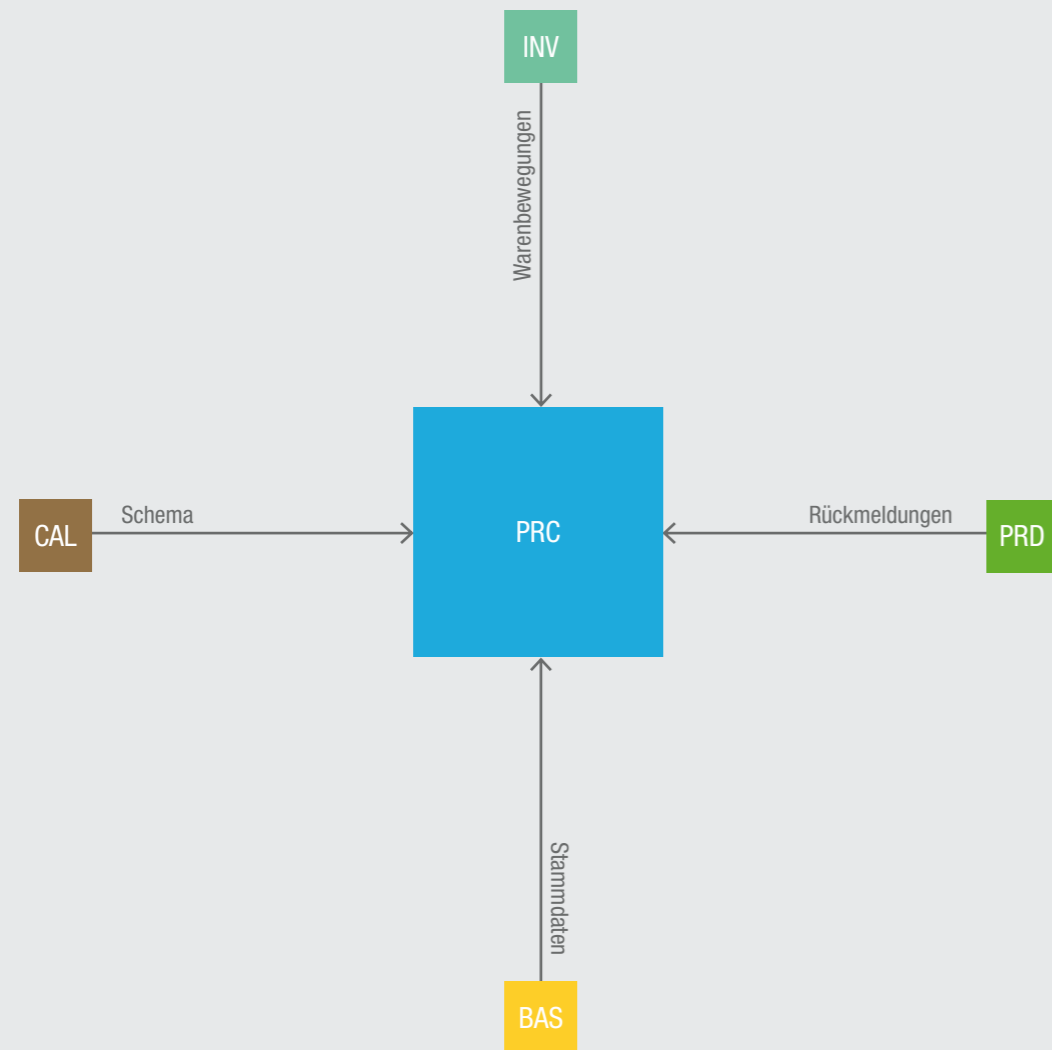 INV
Warenbewegungen
CAL
Schema
PRC
Rückmeldungen
PRD
Stammdaten
BAS